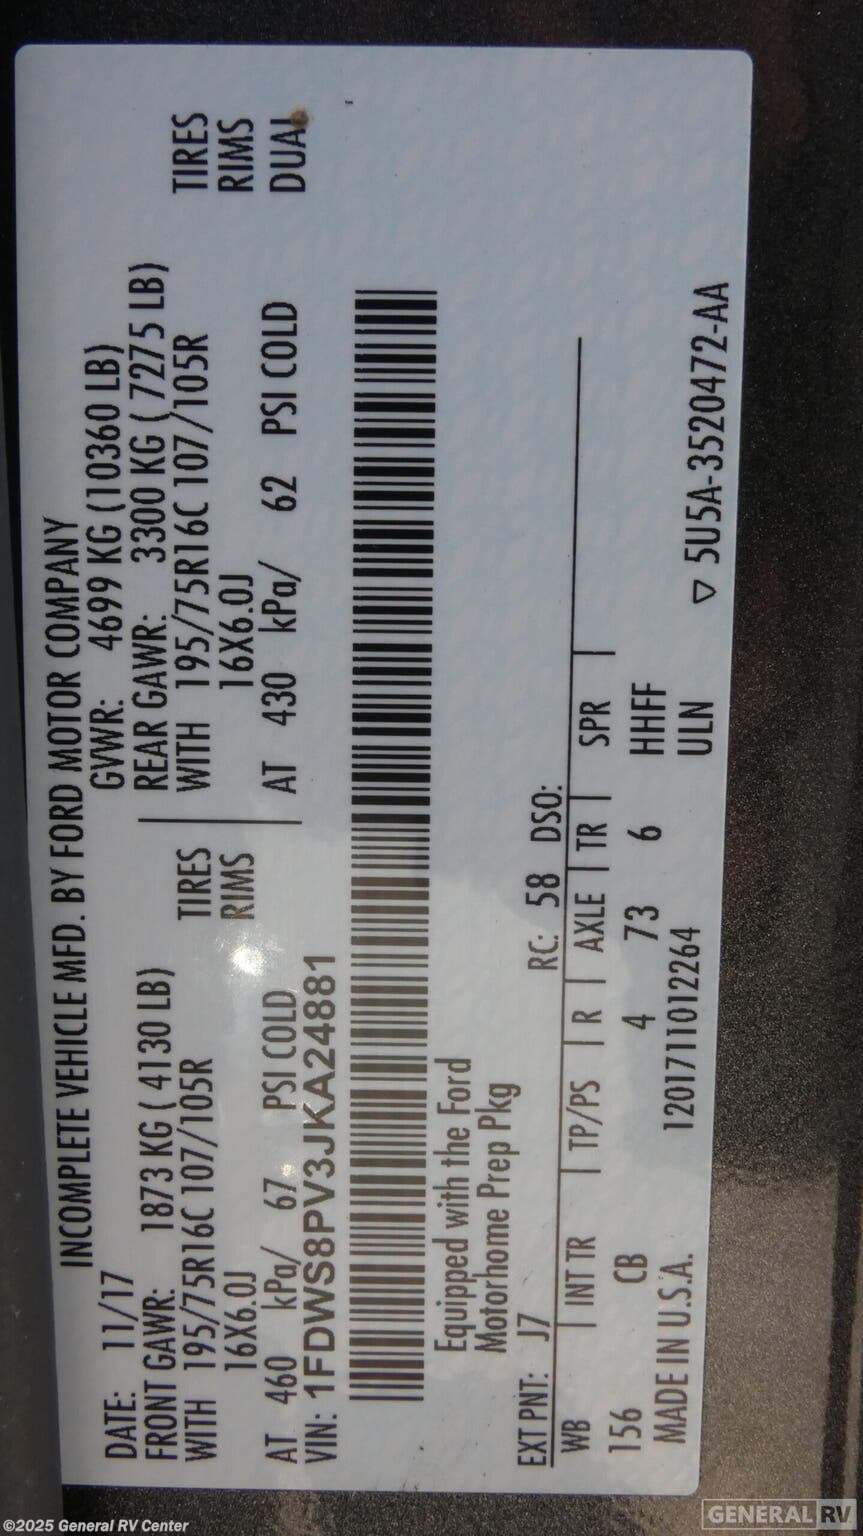 INCOMPLETE VEHICLE MFD. BY FORD MOTOR COMPANY
DATE: 11/17 GVWR: 4699 KG (10360 LB)
FRONT GAWR: 1873 KG ( 4130 LB) REAR GAWR: 3300 KG ( 7275 LB)
WITH 195/75R16C 107/105R TIRES WITH 195/75R16C 107/105R TIRES
16X6.0J RIMS 16X6.0J RIMS
AT 460 kPa/ 67 PSI COLD AT 430 kPa/ 62 PSI COLD DUAL
VIN: 1FDWS8PV3JKA24881
Equipped with the Ford
Motorhome Prep Pkg
EXT PNT: J7 RC: 58 DSO:
WB | INT TR | TP/PS | R | AXLE | TR | SPR |
156 CB 4 73 6 HHFF
MADE IN U.S.A. 12017111012264 ULN
▽ 5U5A-3520472-AA
©2025 General RV Center
GENERAL RV